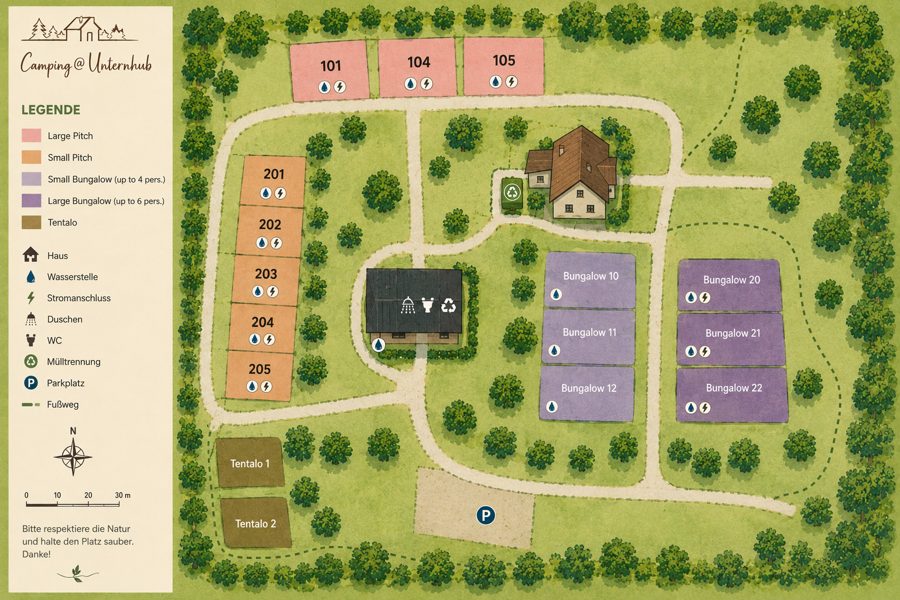 Camping@Unternhub
LEGENDE
Large Pitch
Small Pitch
Small Bungalow (up to 4 pers.)
Large Bungalow (up to 6 pers.)
Tentalo
Haus
Wasserstelle
Stromanschluss
Duschen
WC
Mülltrennung
P Parkplatz
Fußweg
N
0 10 20 30 m
Bitte respektiere die Natur
und halte den Platz sauber.
Danke!
101
104
105
201
202
203
204
205
Bungalow 10
Bungalow 11
Bungalow 12
Bungalow 20
Bungalow 21
Bungalow 22
Tentalo 1
Tentalo 2
P